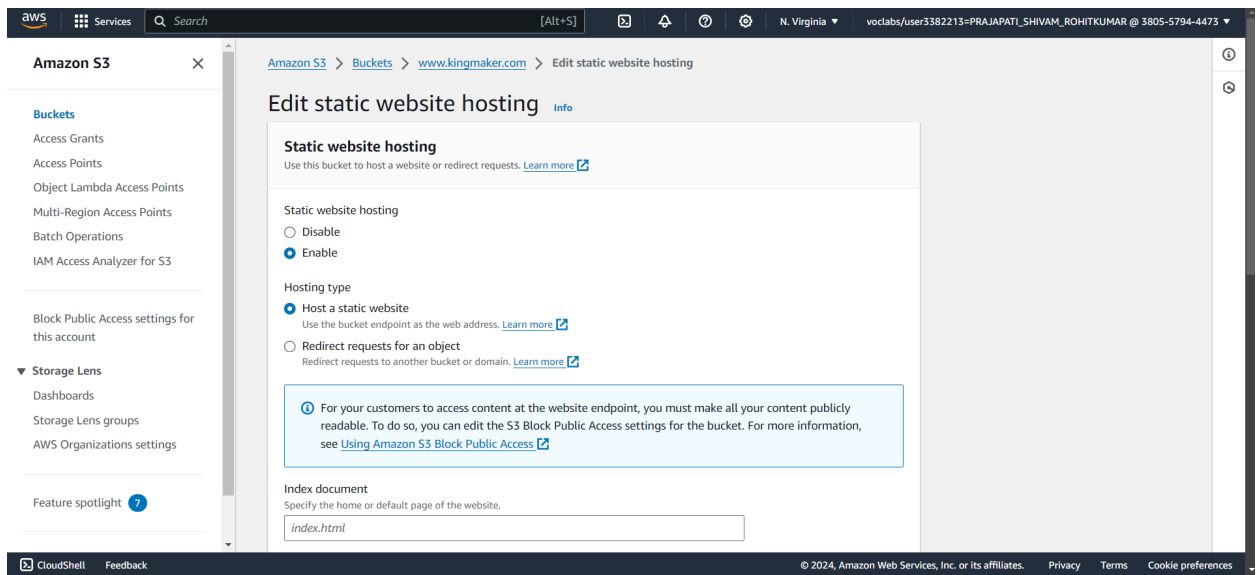 aws
Services
Search
[Alt+S]
N. Virginia
voclabs/user3382213=PRAJAPATI_SHIVAM_ROHITKUMAR @ 3805-5794-4473
Amazon S3
Buckets
Access Grants
Access Points
Object Lambda Access Points
Multi-Region Access Points
Batch Operations
IAM Access Analyzer for S3
Block Public Access settings for
this account
Storage Lens
Dashboards
Storage Lens groups
AWS Organizations settings
Feature spotlight 7
Amazon S3 > Buckets > www.kingmaker.com > Edit static website hosting
Edit static website hosting Info
Static website hosting
Use this bucket to host a website or redirect requests. Learn more
Static website hosting
Disable
Enable
Hosting type
Host a static website
Use the bucket endpoint as the web address. Learn more
Redirect requests for an object
Redirect requests to another bucket or domain. Learn more
For your customers to access content at the website endpoint, you must make all your content publicly
readable. To do so, you can edit the S3 Block Public Access settings for the bucket. For more information,
see Using Amazon S3 Block Public Access
Index document
Specify the home or default page of the website.
index.html
CloudShell Feedback
© 2024, Amazon Web Services, Inc. or its affiliates. Privacy Terms Cookie preferences